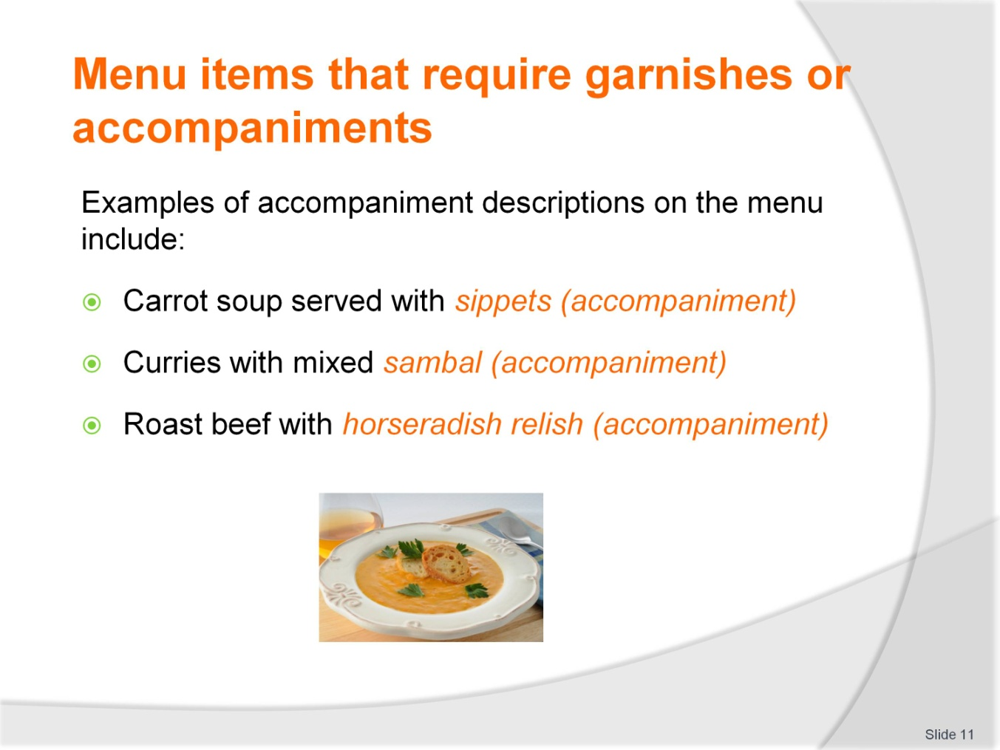 Menu items that require garnishes or
accompaniments
Examples of accompaniment descriptions on the menu
include:
Carrot soup served with sippets (accompaniment)
Curries with mixed sambal (accompaniment)
Roast beef with horseradish relish (accompaniment)
Slide 11